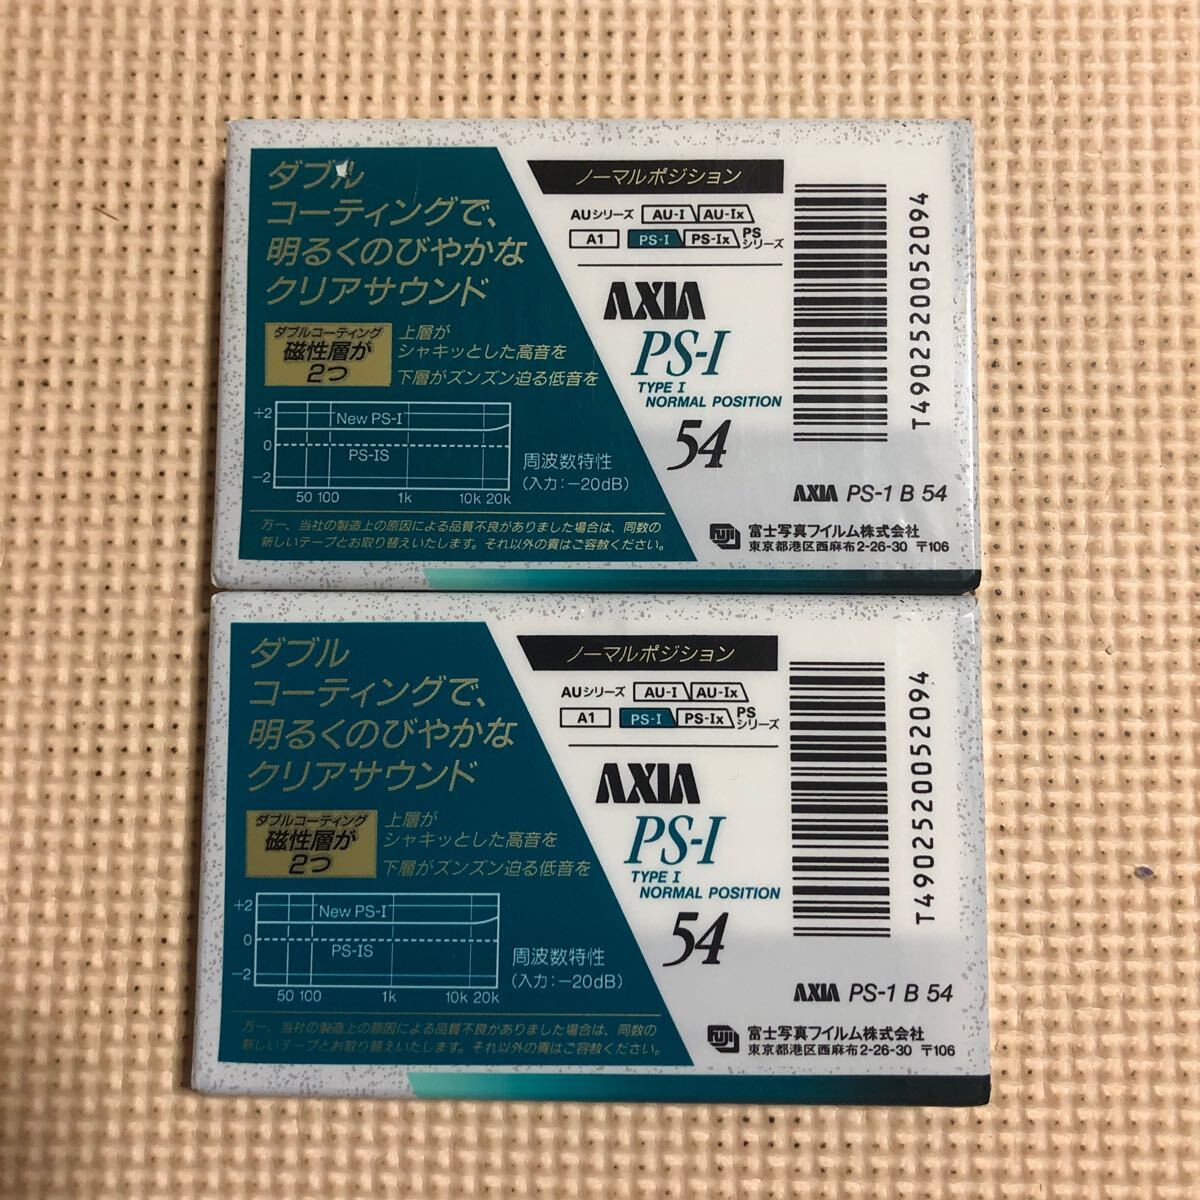 ダブル
コーティングで、
明るくのびやかな
クリアサウンド
ダブルコーティング
磁性層が
2つ
上層が
シャキッとした高音を
下層がズンズン迫る低音を
+2
0
-2
New PS-I
PS-IS
50 100 1k 10k 20k
周波数特性
(入力:-20dB)
万一、当社の製造上の原因による品質不良がありました場合は、同数の
新しいテープとお取り替えいたします。それ以外の責はご容赦ください。
ノーマルポジション
AUシリーズ AU-I AU-Ix
A1 PS-I PS-Ix PSシリーズ
AXIA
PS-I
TYPE I
NORMAL POSITION
54
T4902520052094
AXIA PS-1 B 54
FUJI 富士写真フイルム株式会社
東京都港区西麻布2-26-30 〒106
ダブル
コーティングで、
明るくのびやかな
クリアサウンド
ダブルコーティング
磁性層が
2つ
上層が
シャキッとした高音を
下層がズンズン迫る低音を
+2
0
-2
New PS-I
PS-IS
50 100 1k 10k 20k
周波数特性
(入力:-20dB)
万一、当社の製造上の原因による品質不良がありました場合は、同数の
新しいテープとお取り替えいたします。それ以外の責はご容赦ください。
ノーマルポジション
AUシリーズ AU-I AU-Ix
A1 PS-I PS-Ix PSシリーズ
AXIA
PS-I
TYPE I
NORMAL POSITION
54
T4902520052094
AXIA PS-1 B 54
FUJI 富士写真フイルム株式会社
東京都港区西麻布2-26-30 〒106